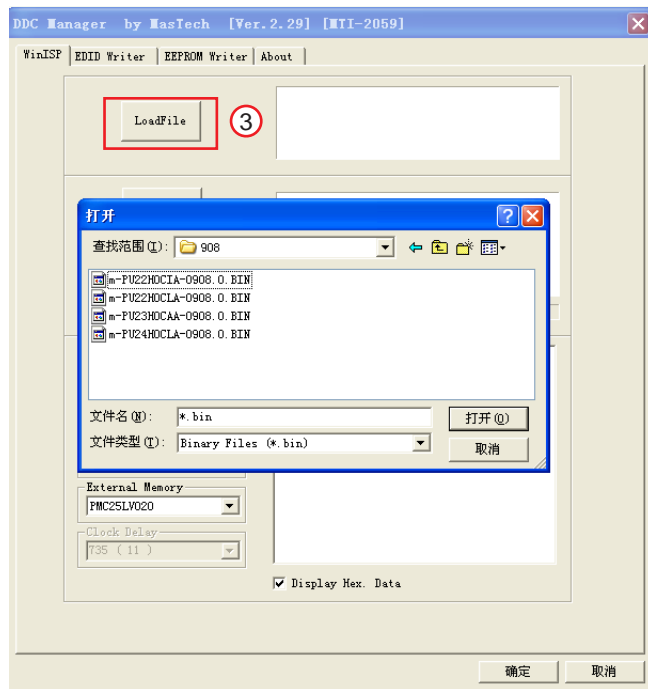 DDC Manager by MasTech [Ver.2.29] [MTI-2059]
WinISP EDID Writer EEPROM Writer About
LoadFile
3
打开
查找范围(I): 908
m-PU22HOCIA-0908.0.BIN
m-PU22HOCLA-0908.0.BIN
m-PU23HOCAA-0908.0.BIN
m-PU24HOCLA-0908.0.BIN
文件名(N): *.bin 打开(O)
文件类型(T): Binary Files (*.bin) 取消
External Memory
PMC25LV020
Clock Delay
735 ( 11 )
Display Hex. Data
确定 取消